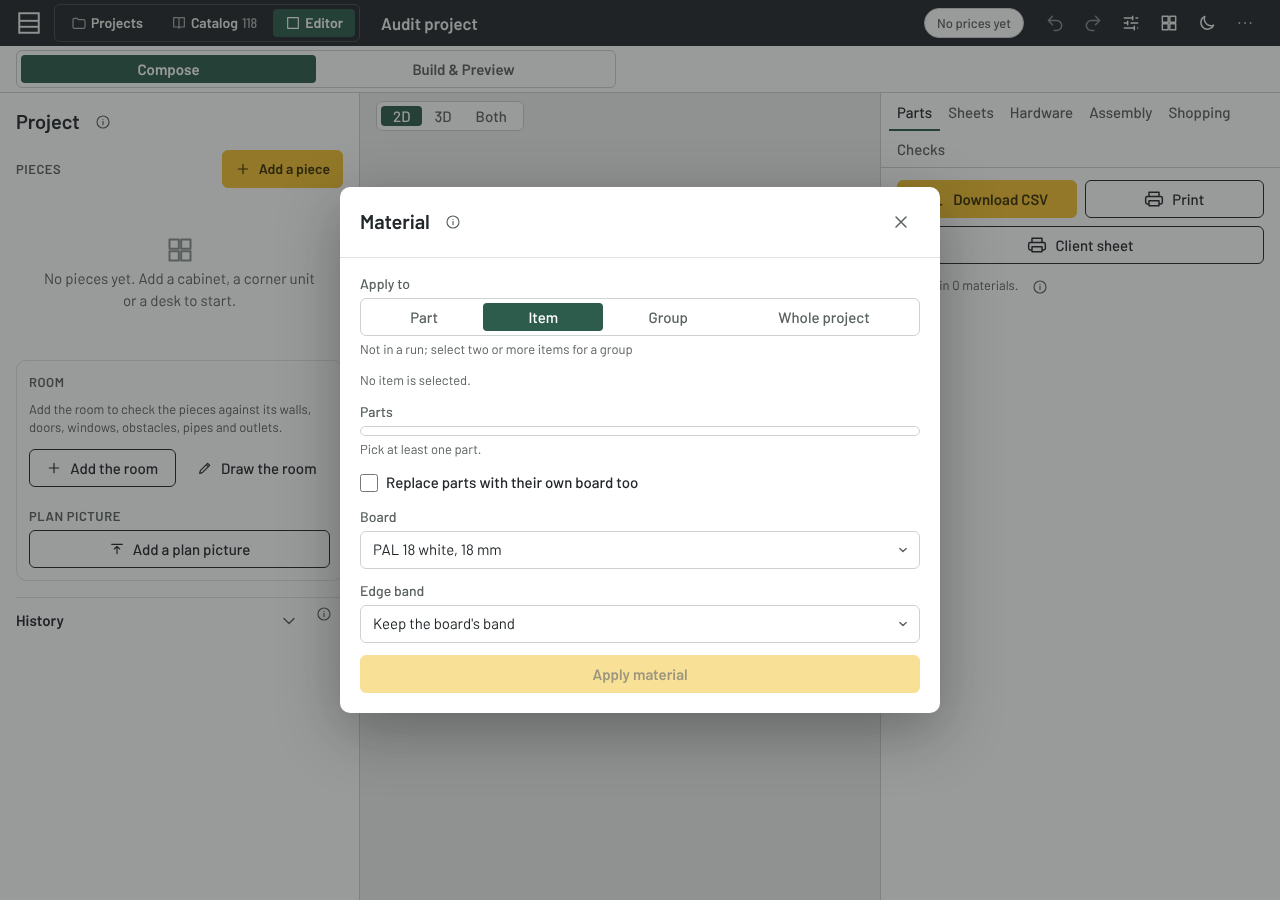 Projects
Catalog 118
Editor
Audit project
No prices yet
Compose
Build & Preview
Project
PIECES
Add a piece
No pieces yet. Add a cabinet, a corner unit
or a desk to start.
ROOM
Add the room to check the pieces against its walls,
doors, windows, obstacles, pipes and outlets.
Add the room
Draw the room
PLAN PICTURE
Add a plan picture
History
2D
3D
Both
Material
Apply to
Part
Item
Group
Whole project
Not in a run; select two or more items for a group
No item is selected.
Parts
Pick at least one part.
Replace parts with their own board too
Board
PAL 18 white, 18 mm
Edge band
Keep the board's band
Apply material
Parts
Sheets
Hardware
Assembly
Shopping
Checks
Download CSV
Print
Client sheet
in 0 materials.